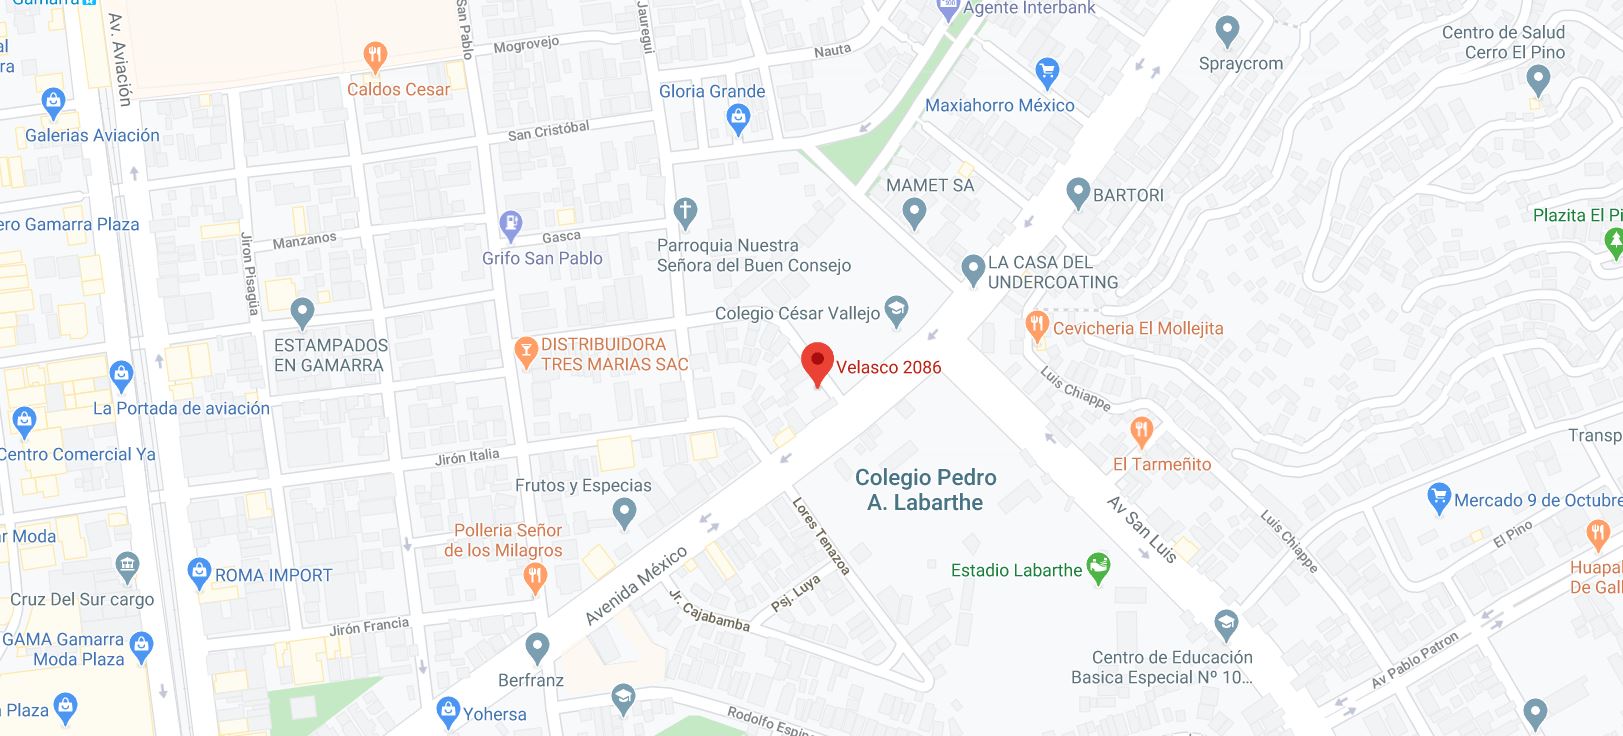 Gamarra
Av. Aviación
San Pablo
Jauregui
Mogrovejo
Nauta
Agente Interbank
Centro de Salud
Cerro El Pino
Spraycrom
Caldos Cesar
Gloria Grande
Maxiahorro México
Galerias Aviación
San Cristóbal
MAMET SA
BARTORI
ero Gamarra Plaza
Plazita El Pi
Jiron Pisagüa
Manzanos
Gasca
Grifo San Pablo
Parroquia Nuestra
Señora del Buen Consejo
LA CASA DEL
UNDERCOATING
Colegio César Vallejo
Cevicheria El Mollejita
ESTAMPADOS
EN GAMARRA
DISTRIBUIDORA
TRES MARIAS SAC
Velasco 2086
Luis Chiappe
La Portada de aviación
Centro Comercial Ya
Jirón Italia
Transp
El Tarmeñito
Frutos y Especias
Colegio Pedro
A. Labarthe
Av San Luis
Mercado 9 de Octubre
Luis Chiappe
El Pino
ar Moda
Polleria Señor
de los Milagros
Lores Tenazoa
ROMA IMPORT
Avenida México
Estadio Labarthe
Huapal
De Gall
Cruz Del Sur cargo
Psj. Luya
Jr. Cajabamba
Jirón Francia
GAMA Gamarra
Moda Plaza
Centro de Educación
Basica Especial Nº 10...
Av Pablo Patron
Berfranz
Plaza
Yohersa
Rodolfo Espin